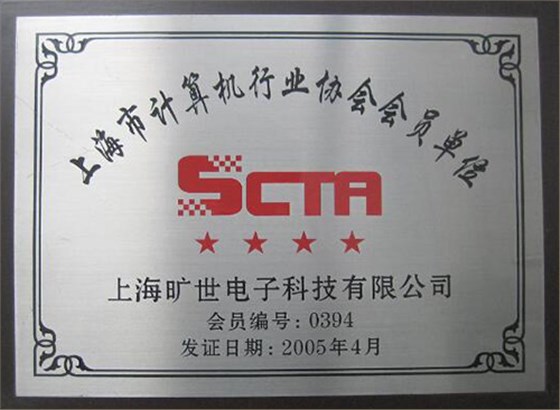 上海市计算机行业协会会员单位
SCTA
★★★★
上海旷世电子科技有限公司
会员编号:0394
发证日期:2005年4月